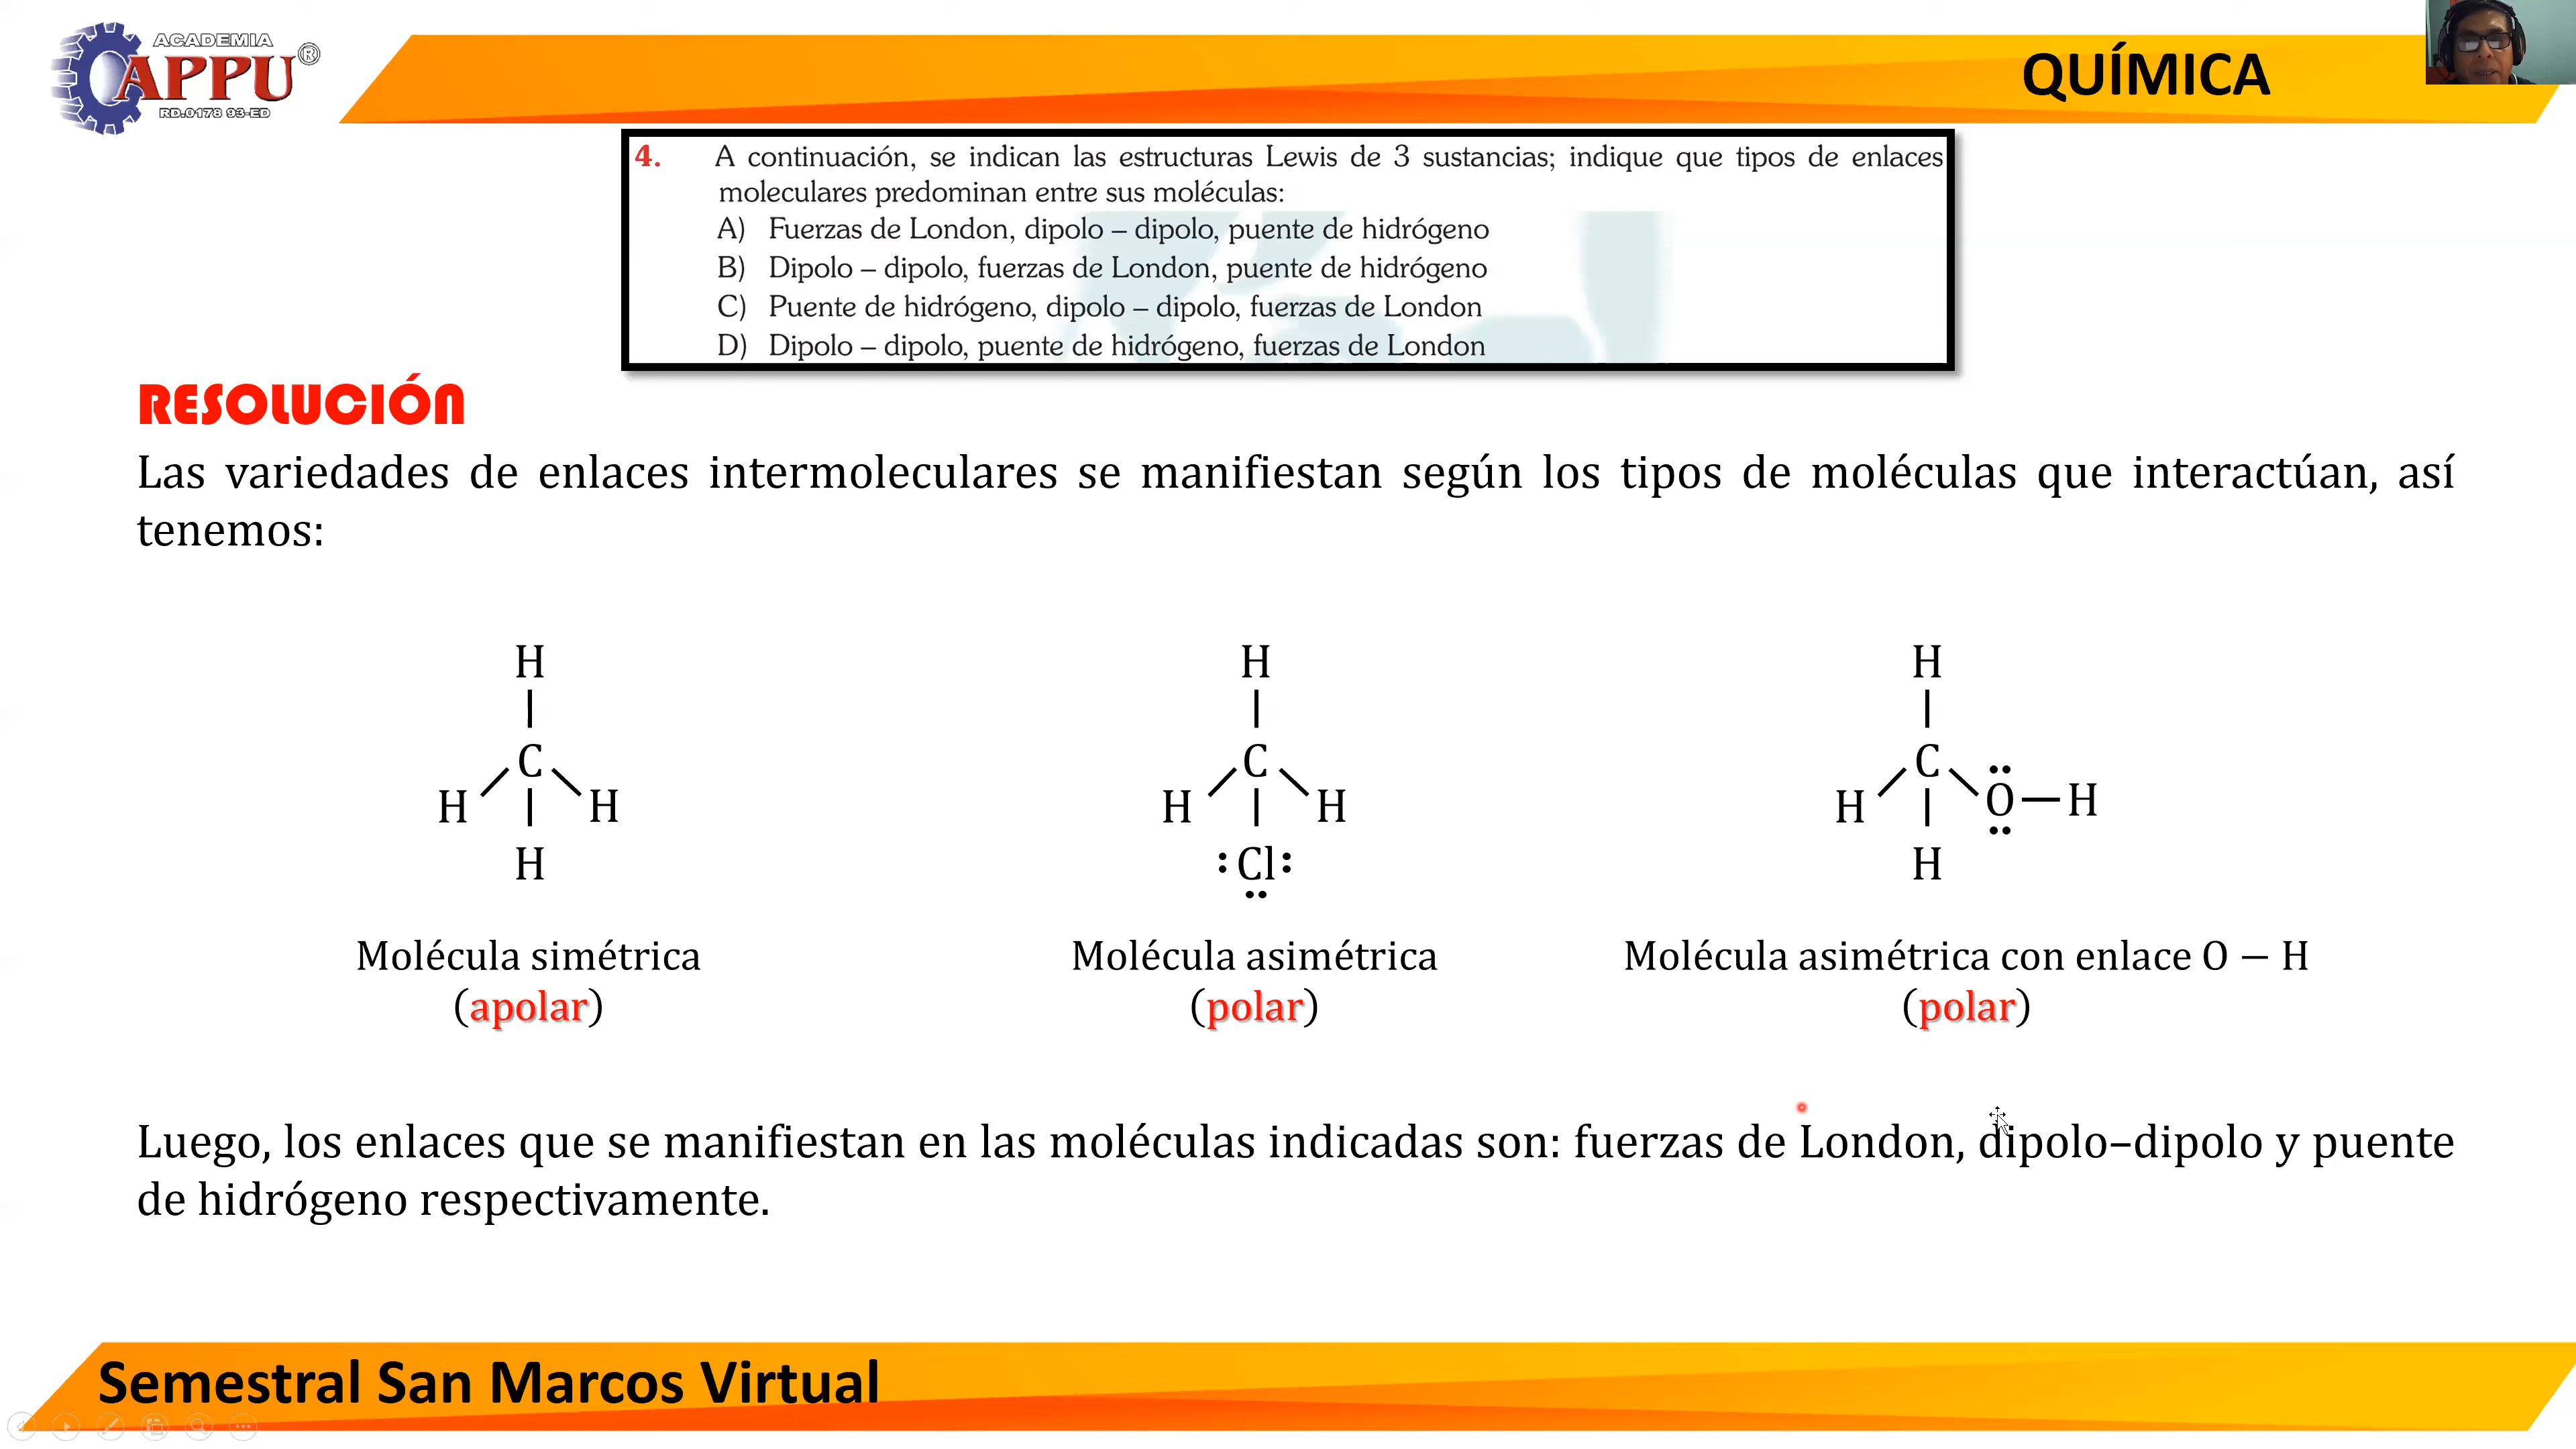 ACADEMIA
APPU®
RD.0178 93-ED
QUÍMICA
4. A continuación, se indican las estructuras Lewis de 3 sustancias; indique que tipos de enlaces
moleculares predominan entre sus moléculas:
A) Fuerzas de London, dipolo – dipolo, puente de hidrógeno
B) Dipolo – dipolo, fuerzas de London, puente de hidrógeno
C) Puente de hidrógeno, dipolo – dipolo, fuerzas de London
D) Dipolo – dipolo, puente de hidrógeno, fuerzas de London
RESOLUCIÓN
Las variedades de enlaces intermoleculares se manifiestan según los tipos de moléculas que interactúan, así
tenemos:
H
C
H H
H
H
C
H H
:Cl:
H
C
H O — H
H
Molécula simétrica
(apolar)
Molécula asimétrica
(polar)
Molécula asimétrica con enlace O − H
(polar)
Luego, los enlaces que se manifiestan en las moléculas indicadas son: fuerzas de London, dipolo–dipolo y puente
de hidrógeno respectivamente.
Semestral San Marcos Virtual